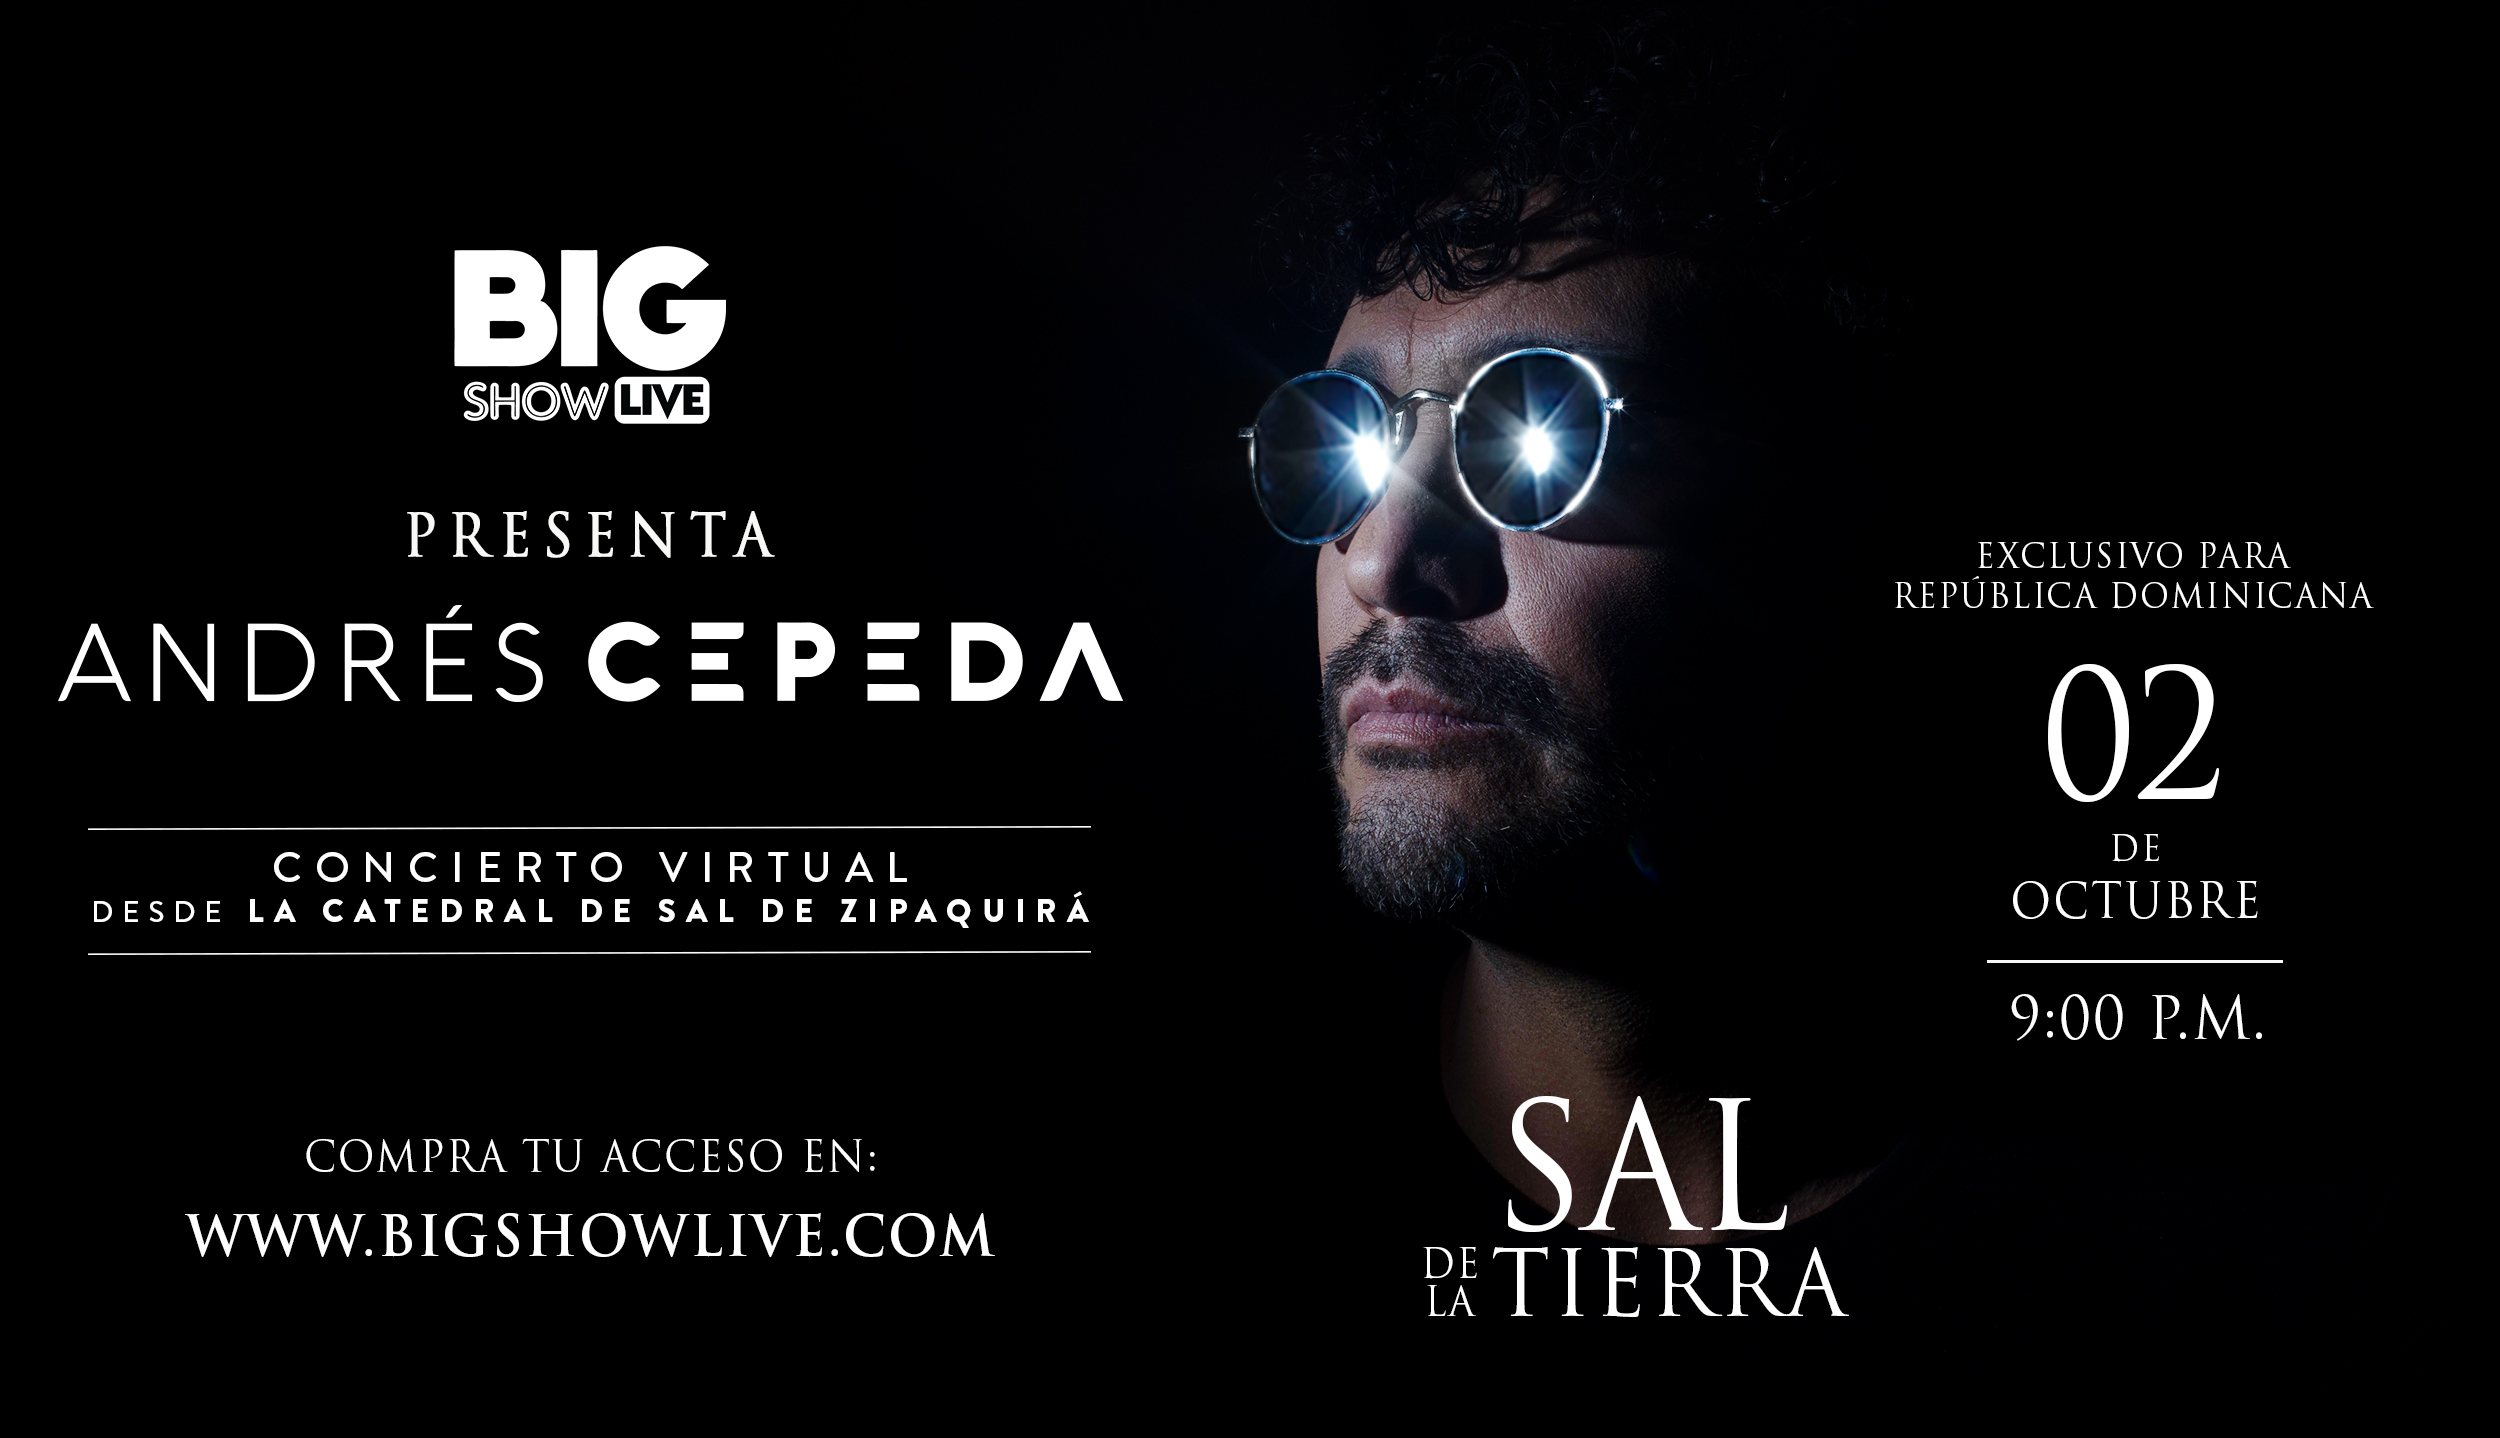 BIG
SHOW LIVE
PRESENTA
ANDRÉS CEPEDA
CONCIERTO VIRTUAL
DESDE LA CATEDRAL DE SAL DE ZIPAQUIRÁ
COMPRA TU ACCESO EN:
WWW.BIGSHOWLIVE.COM
SAL
DE LA TIERRA
EXCLUSIVO PARA
REPÚBLICA DOMINICANA
02
DE
OCTUBRE
9:00 P.M.